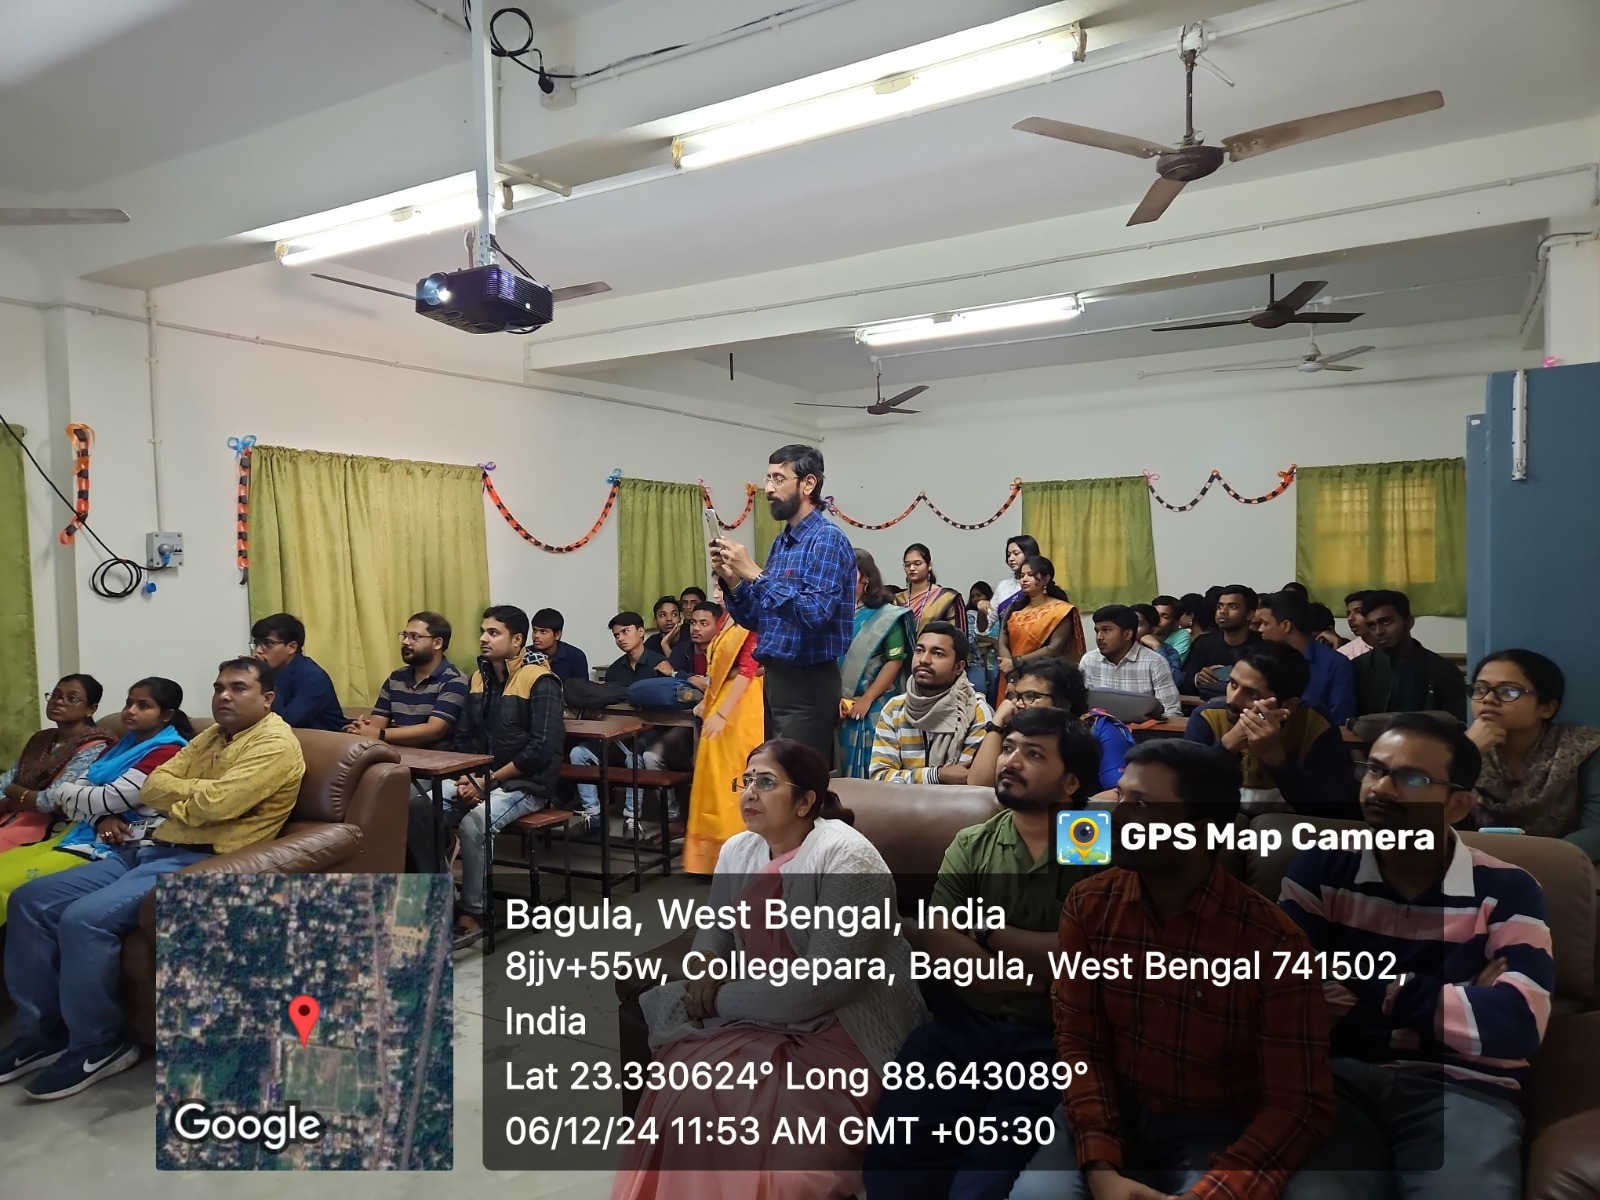 GPS Map Camera
Bagula, West Bengal, India
8jjv+55w, Collegepara, Bagula, West Bengal 741502,
India
Lat 23.330624° Long 88.643089°
06/12/24 11:53 AM GMT +05:30
Google